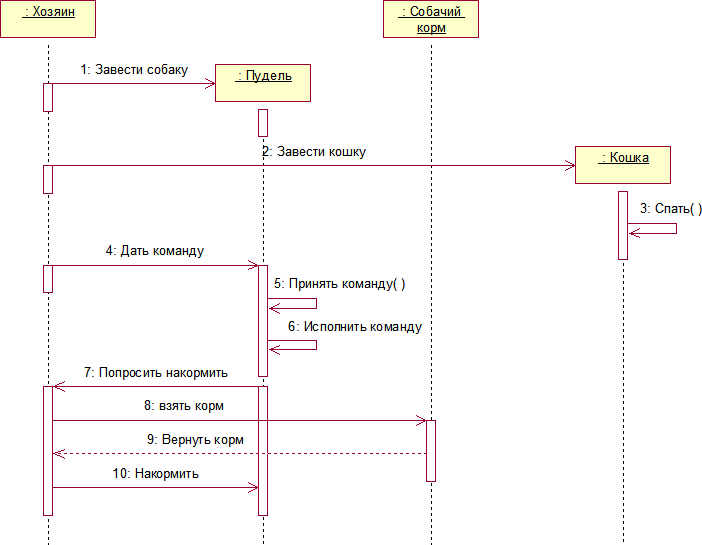 : Хозяин
: Собачий
корм
1: Завести собаку
: Пудель
2: Завести кошку
: Кошка
3: Спать( )
4: Дать команду
5: Принять команду( )
6: Исполнить команду
7: Попросить накормить
8: взять корм
9: Вернуть корм
10: Накормить